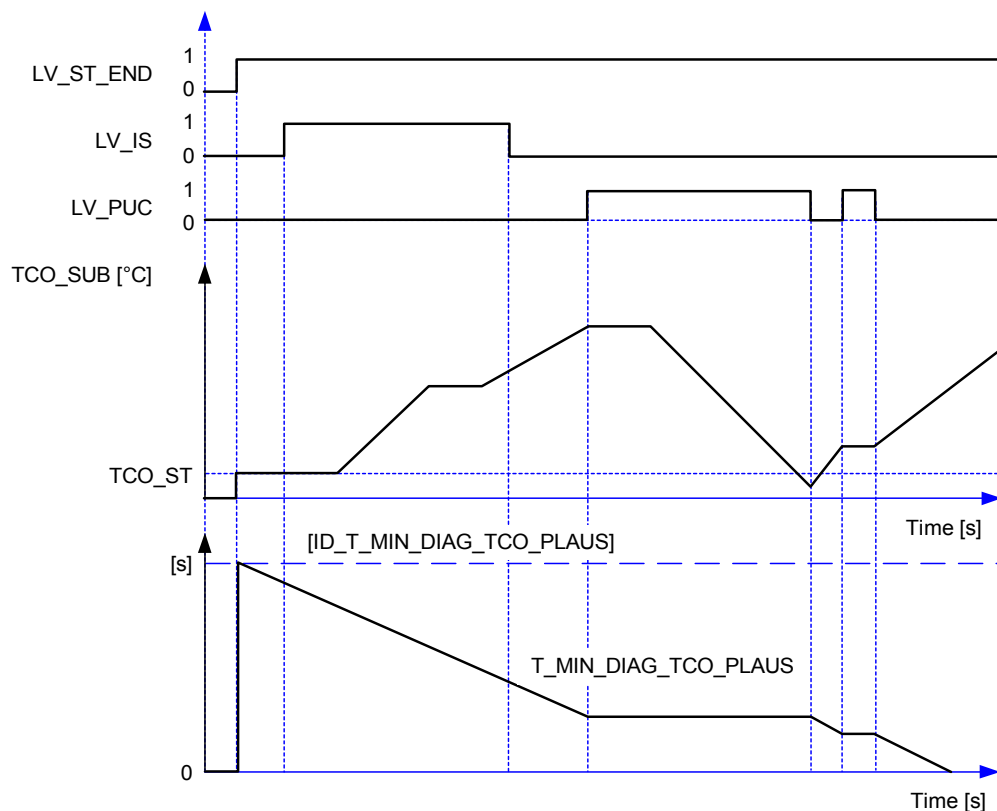 1
LV_ST_END
0
1
LV_IS
0
1
LV_PUC
0
TCO_SUB [°C]
TCO_ST
Time [s]
[ID_T_MIN_DIAG_TCO_PLAUS]
[s]
T_MIN_DIAG_TCO_PLAUS
0
Time [s]